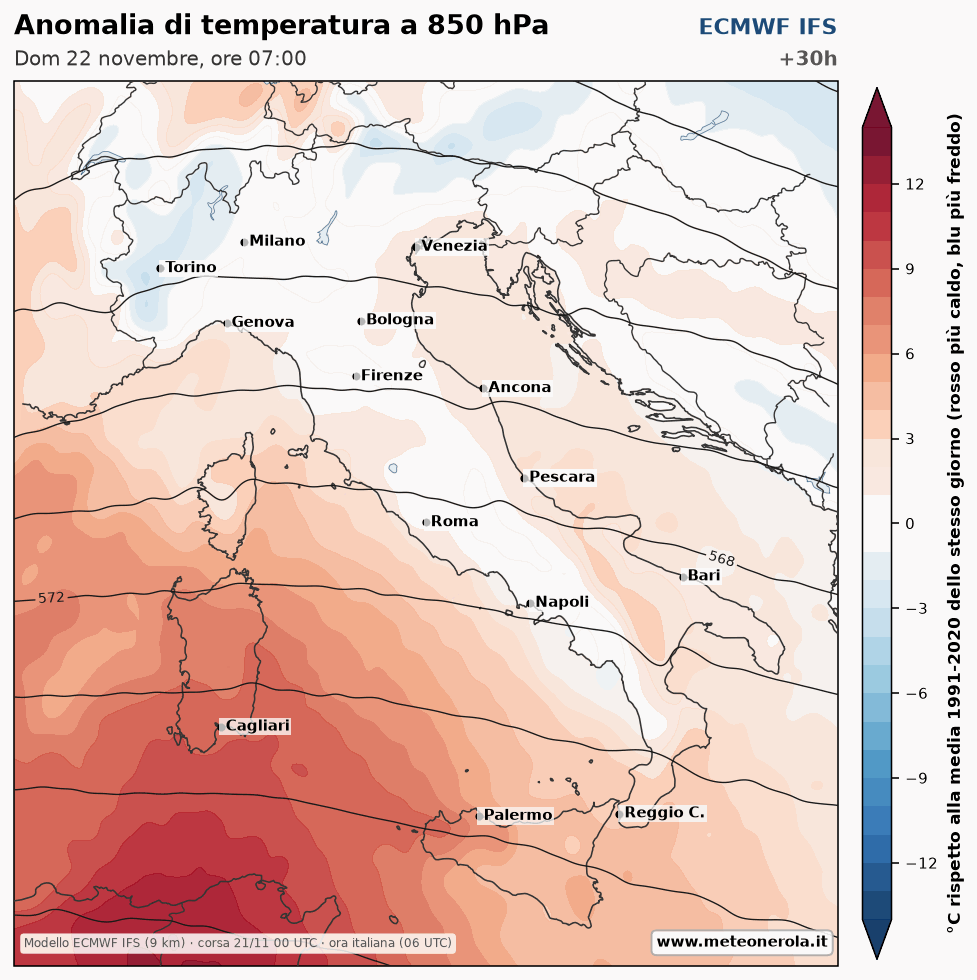 Anomalia di temperatura a 850 hPa
ECMWF IFS
Dom 22 novembre, ore 07:00
+30h
Milano
Venezia
Torino
Genova
Bologna
Firenze
Ancona
Pescara
Roma
568
Bari
572
Napoli
Cagliari
Palermo
Reggio C.
Modello ECMWF IFS (9 km) · corsa 21/11 00 UTC · ora italiana (06 UTC)
www.meteonerola.it
12
9
6
3
0
−3
−6
−9
−12
°C rispetto alla media 1991-2020 dello stesso giorno (rosso più caldo, blu più freddo)